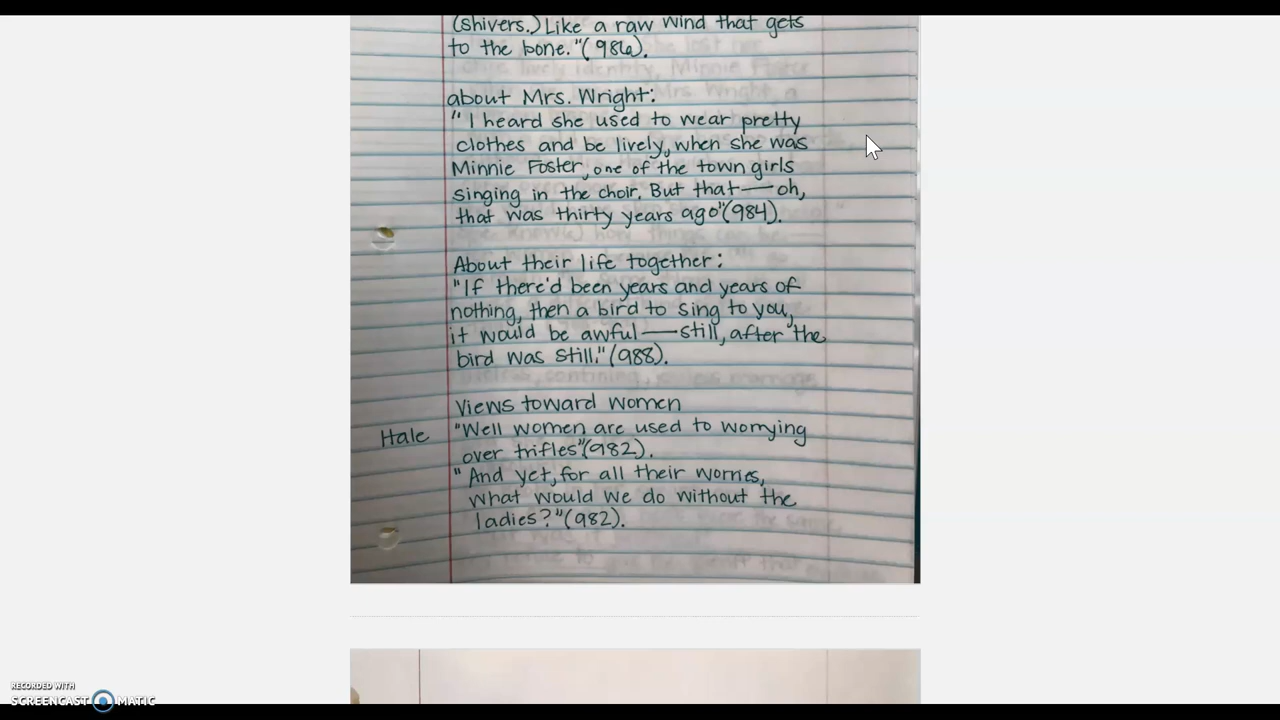 (shivers.) Like a raw wind that gets
to the bone."(986).
about Mrs. Wright:
"I heard she used to wear pretty
clothes and be lively, when she was
Minnie Foster, one of the town girls
singing in the choir. But that — oh,
that was thirty years ago"(984).
About their life together:
"If there'd been years and years of
nothing, then a bird to sing to you,
it would be awful — still, after the
bird was still."(988).
Views toward women
Hale "Well women are used to worrying
over trifles"(982).
"And yet, for all their worries,
what would we do without the
ladies?"(982).
RECORDED WITH
SCREENCAST MATIC